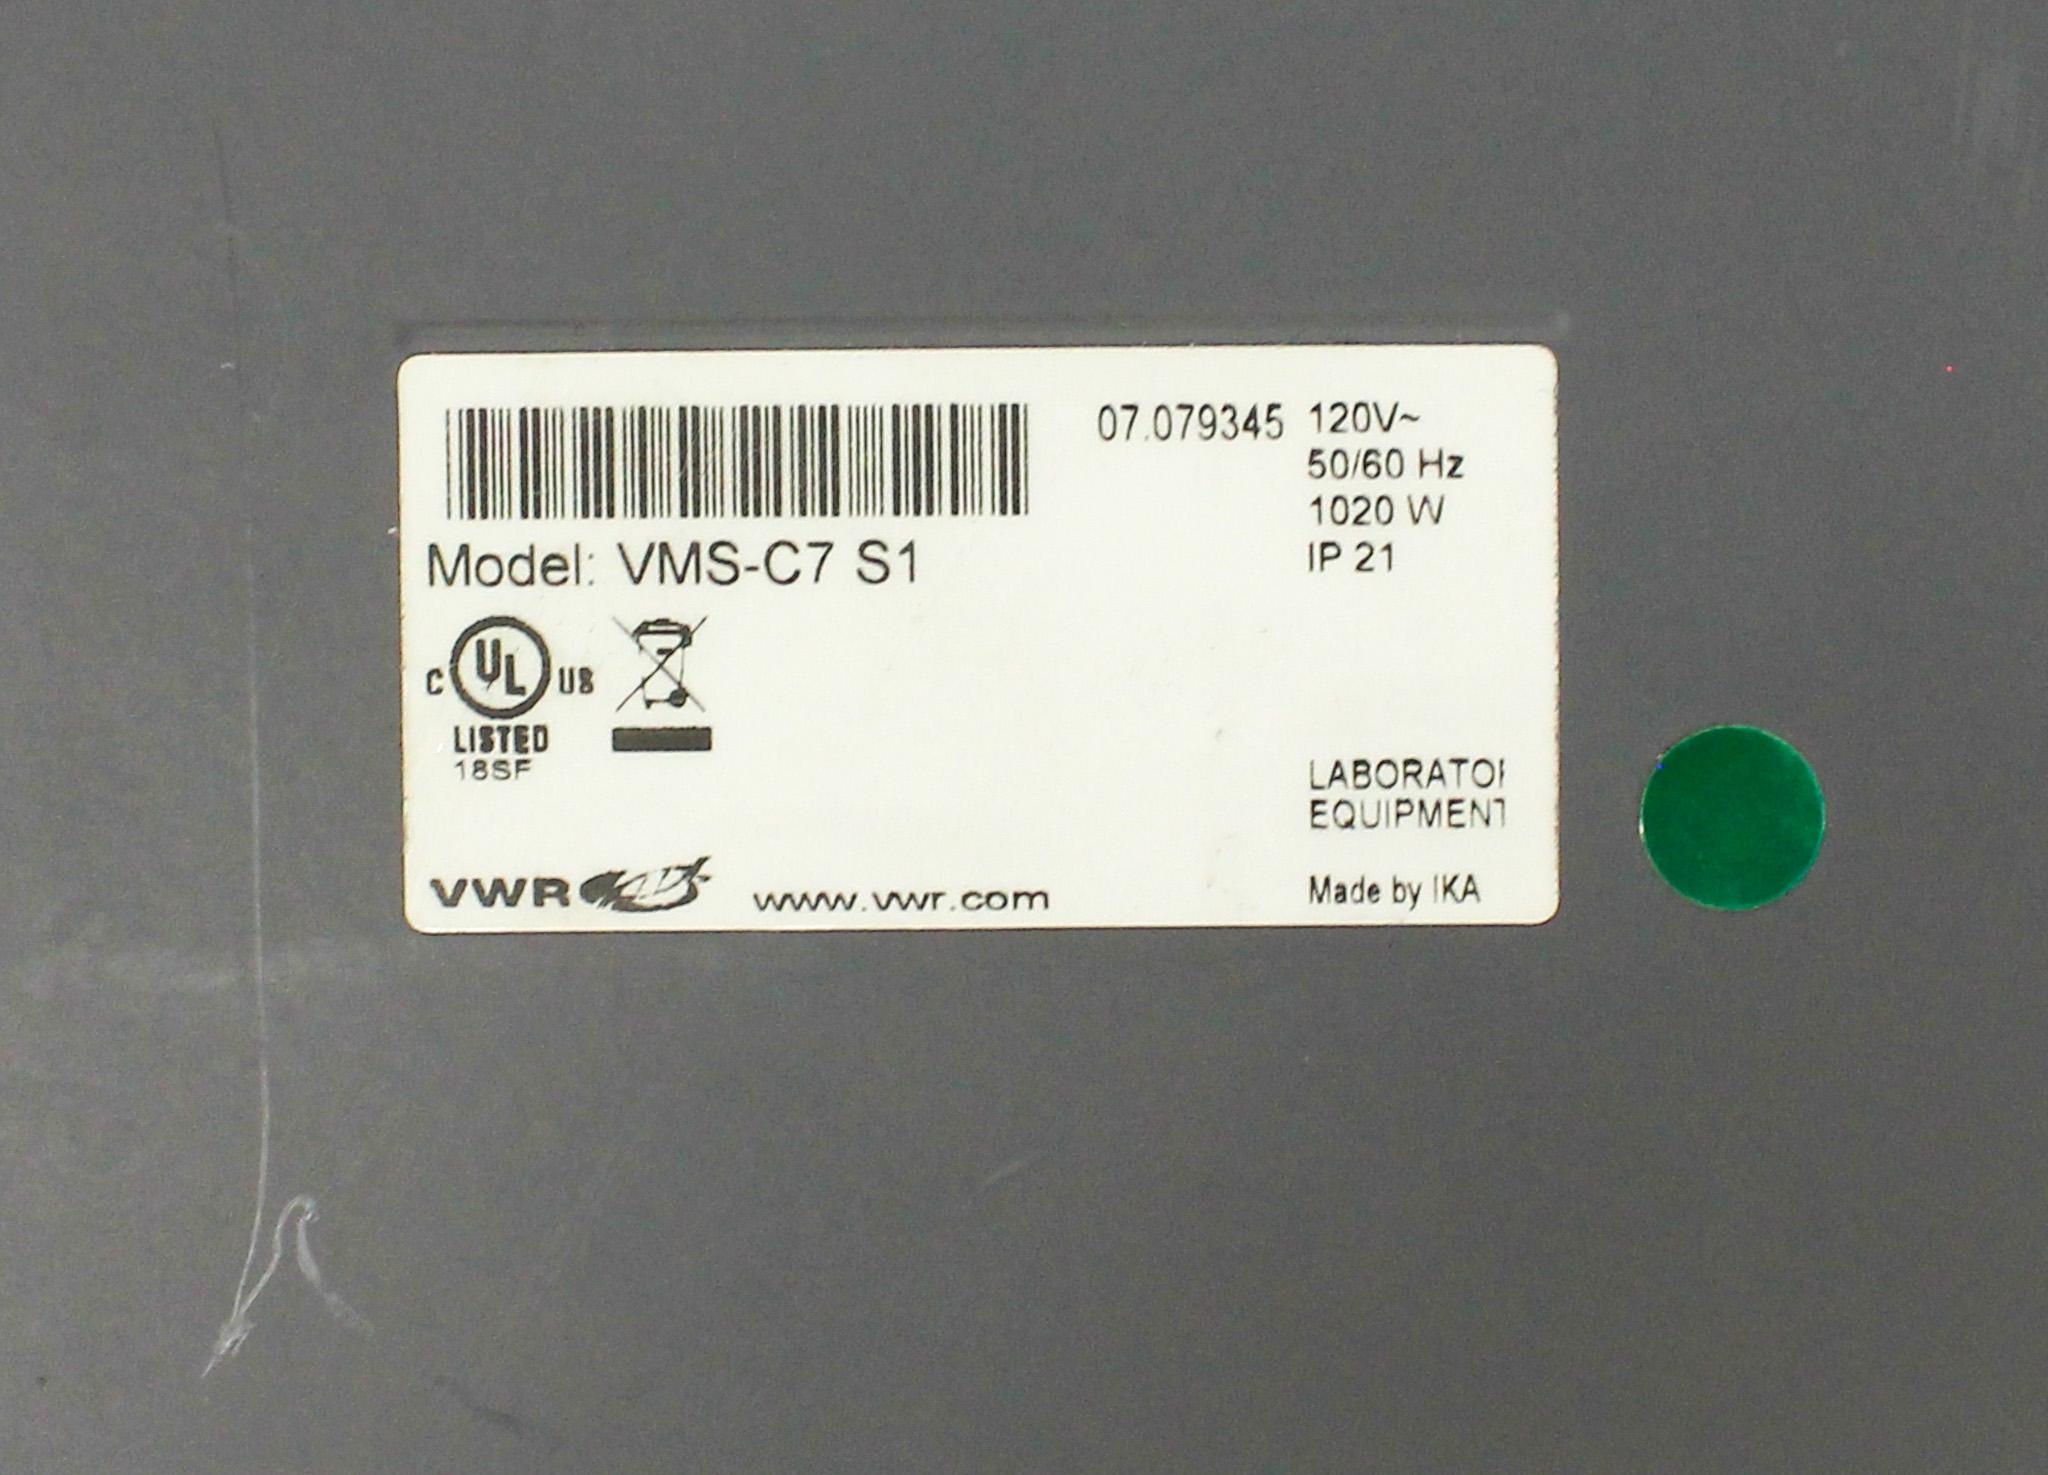 07.079345
120V~
50/60 Hz
1020 W
IP 21
Model: VMS-C7 S1
C UL US
LISTED
18SF
LABORATOR
EQUIPMENT
VWR
www.vwr.com
Made by IKA